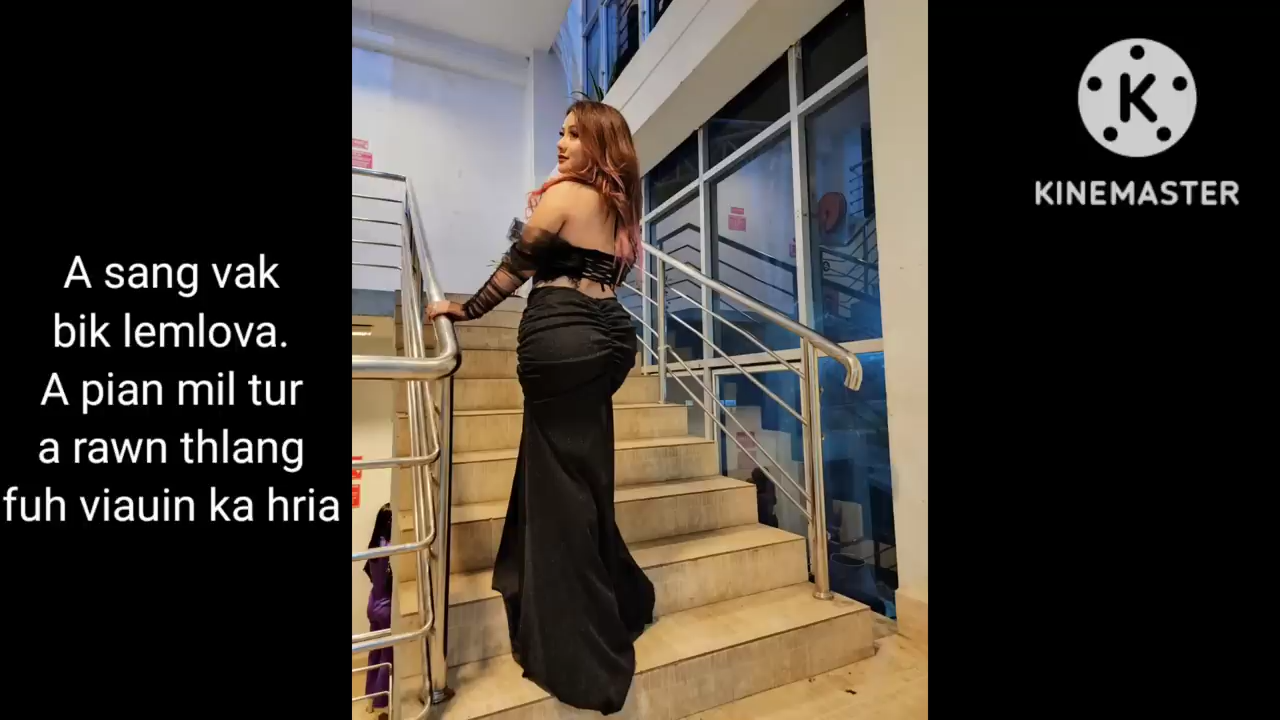 A sang vak
bik lemlova.
A pian mil tur
a rawn thlang
fuh viauin ka hria
K
KINEMASTER